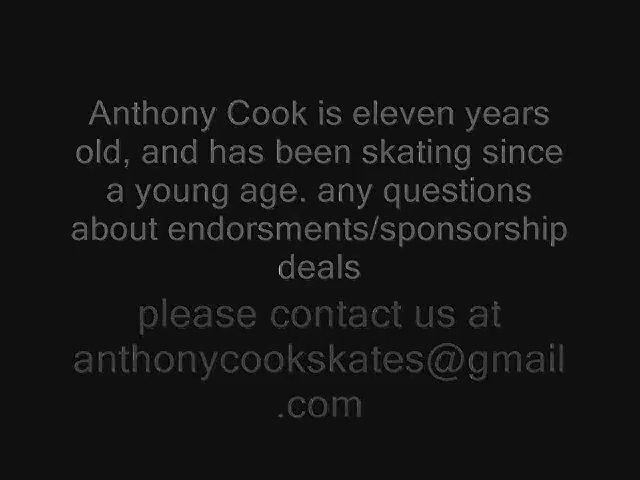 Anthony Cook is eleven years
old, and has been skating since
a young age. any questions
about endorsments/sponsorship
deals
please contact us at
anthonycookskates@gmail
.com